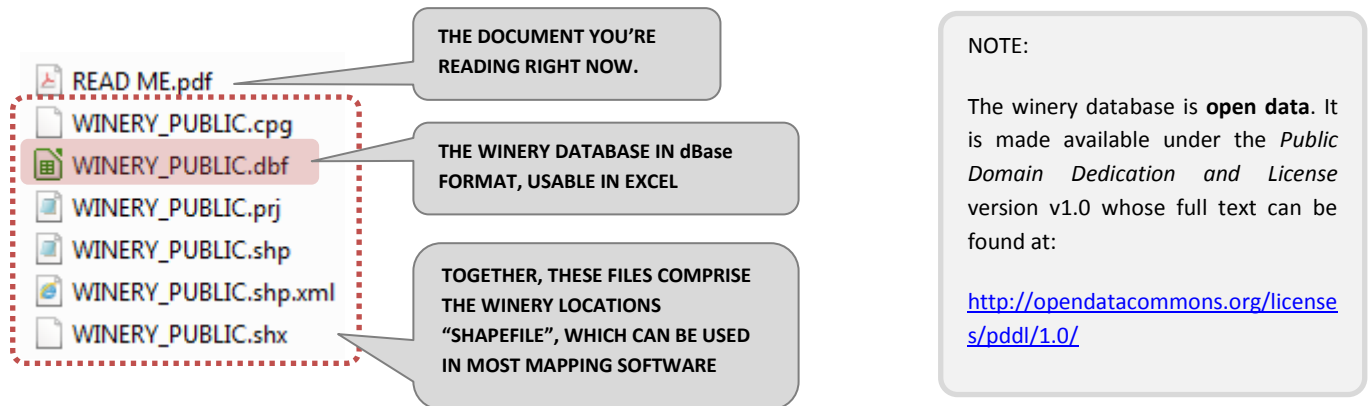 THE DOCUMENT YOU’RE
READING RIGHT NOW.
READ ME.pdf
WINERY_PUBLIC.cpg
WINERY_PUBLIC.dbf
WINERY_PUBLIC.prj
WINERY_PUBLIC.shp
WINERY_PUBLIC.shp.xml
WINERY_PUBLIC.shx
THE WINERY DATABASE IN dBase
FORMAT, USABLE IN EXCEL
TOGETHER, THESE FILES COMPRISE
THE WINERY LOCATIONS
“SHAPEFILE”, WHICH CAN BE USED
IN MOST MAPPING SOFTWARE
NOTE:
The winery database is open data. It
is made available under the Public
Domain Dedication and License
version v1.0 whose full text can be
found at:
http://opendatacommons.org/license
s/pddl/1.0/